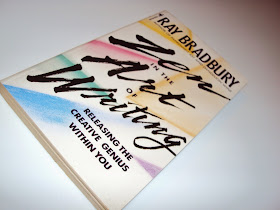 RAY BRADBURY
Zen
IN THE
Art
OF
Writing
RELEASING THE
CREATIVE GENIUS
WITHIN YOU